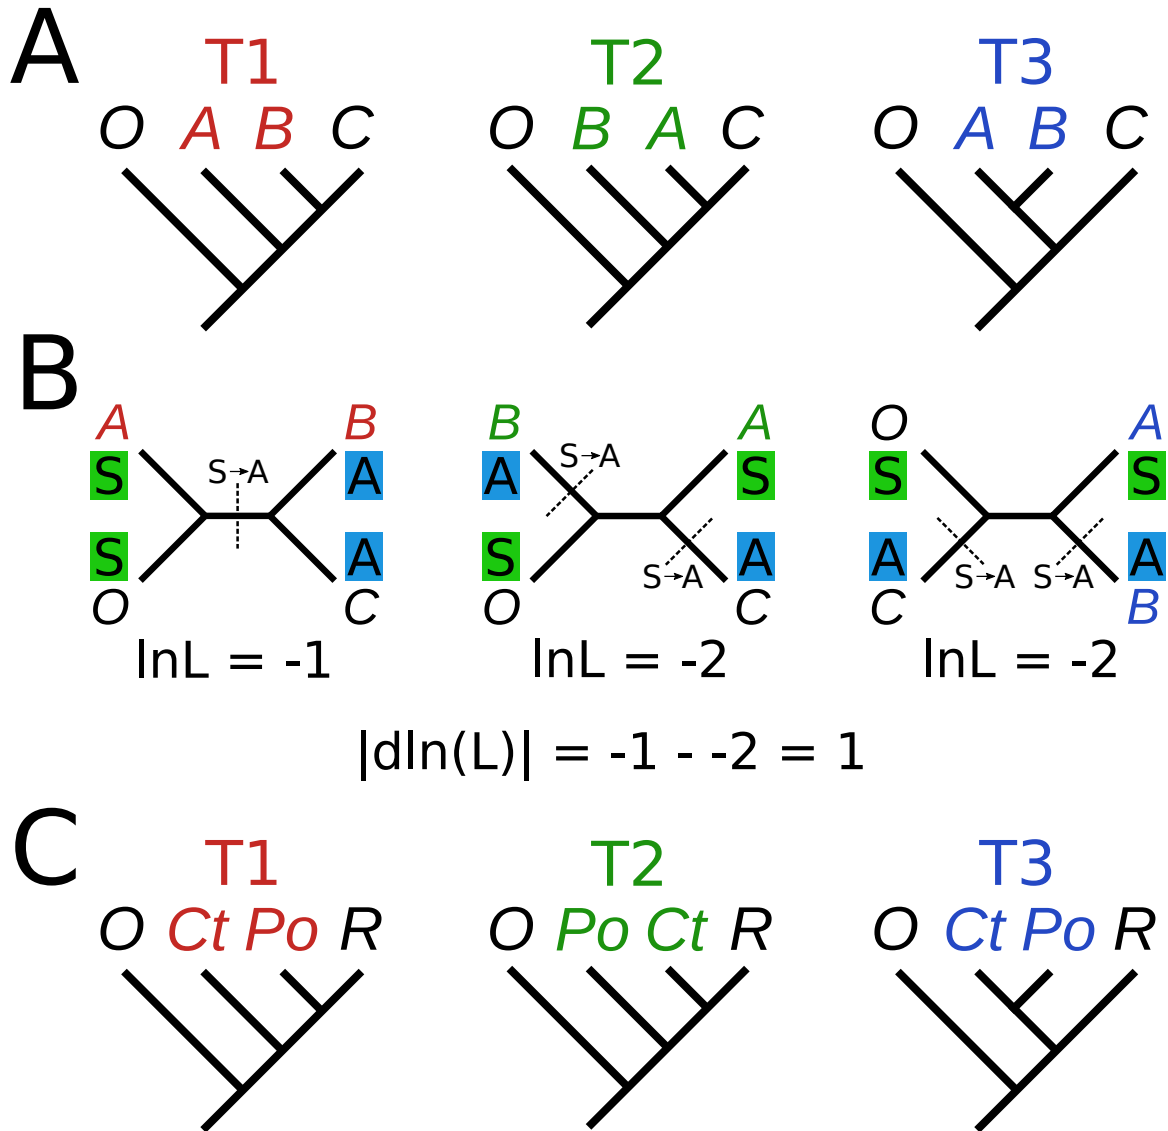 A
T1 T2 T3
O A B C O B A C O A B C
B
A B B A O A
S S→A A A S→A S S S
S A S S→A A A S→A S→A A
O C O C C B
lnL = -1 lnL = -2 lnL = -2
|dln(L)| = -1 - -2 = 1
C
T1 T2 T3
O Ct Po R O Po Ct R O Ct Po R